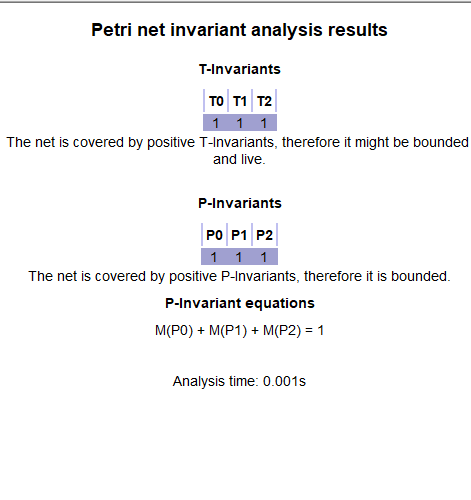 Petri net invariant analysis results
T-Invariants
T0 T1 T2
1 1 1
The net is covered by positive T-Invariants, therefore it might be bounded
and live.
P-Invariants
P0 P1 P2
1 1 1
The net is covered by positive P-Invariants, therefore it is bounded.
P-Invariant equations
M(P0) + M(P1) + M(P2) = 1
Analysis time: 0.001s